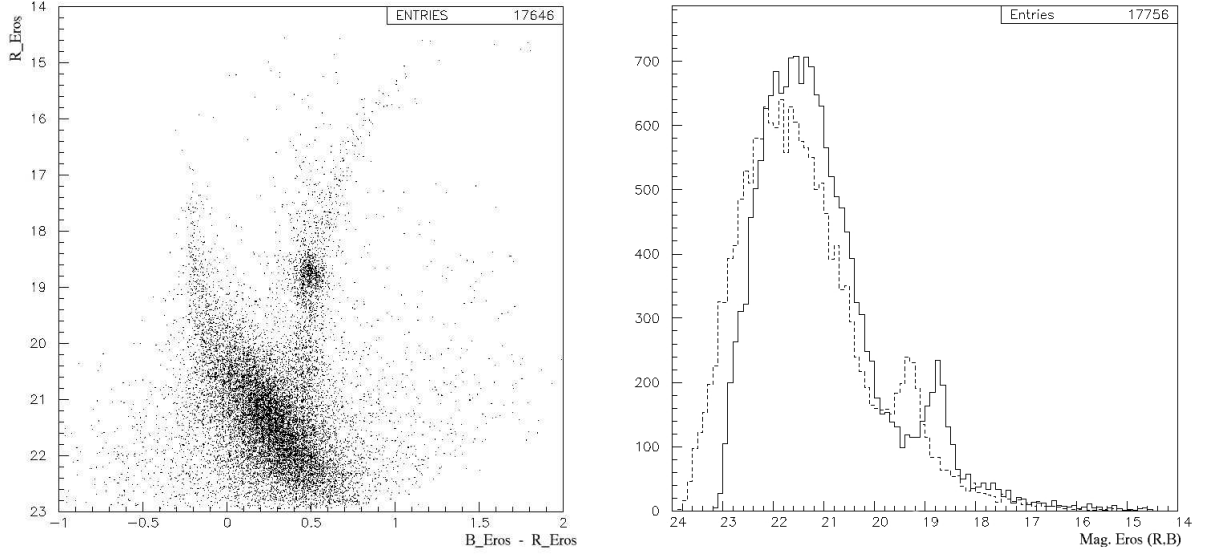 ENTRIES 17646
R_Eros
14
15
16
17
18
19
20
21
22
23
−1 −0.5 0 0.5 1 1.5 2
B_Eros - R_Eros
Entries 17756
700
600
500
400
300
200
100
0
24 23 22 21 20 19 18 17 16 15 14
Mag. Eros (R,B)